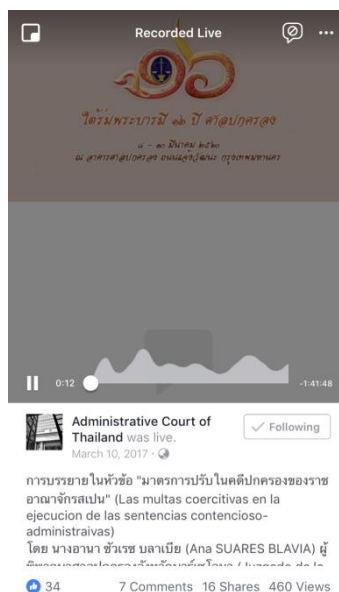 Recorded Live
๑๖
ใต้ร่มพระบารมี ๑๖ ปี ศาลปกครอง
๘ - ๑๐ มีนาคม ๒๕๖๐
ณ อาคารศาลปกครอง ถนนแจ้งวัฒนะ กรุงเทพมหานคร
0:12
-1:41:48
Administrative Court of
Thailand was live.
Following
March 10, 2017
การบรรยายในหัวข้อ "มาตรการปรับในคดีปกครองของราช
อาณาจักรสเปน" (Las multas coercitivas en la
ejecucion de las sentencias contencioso-
administraivas)
โดย นางอานา ซัวเรซ บลาเบีย (Ana SUARES BLAVIA) ผู้
34
7 Comments 16 Shares 460 Views